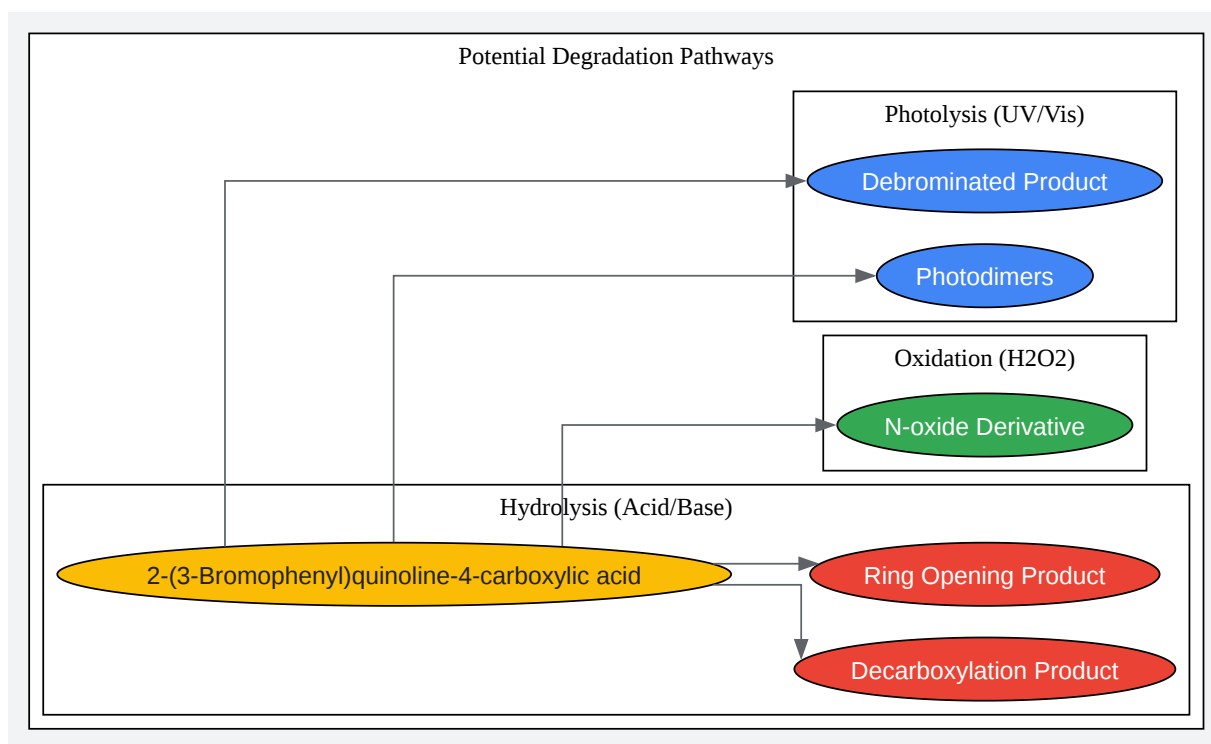 Potential Degradation Pathways
Photolysis (UV/Vis)
Debrominated Product
Photodimers
Oxidation (H2O2)
N-oxide Derivative
Hydrolysis (Acid/Base)
2-(3-Bromophenyl)quinoline-4-carboxylic acid
Ring Opening Product
Decarboxylation Product